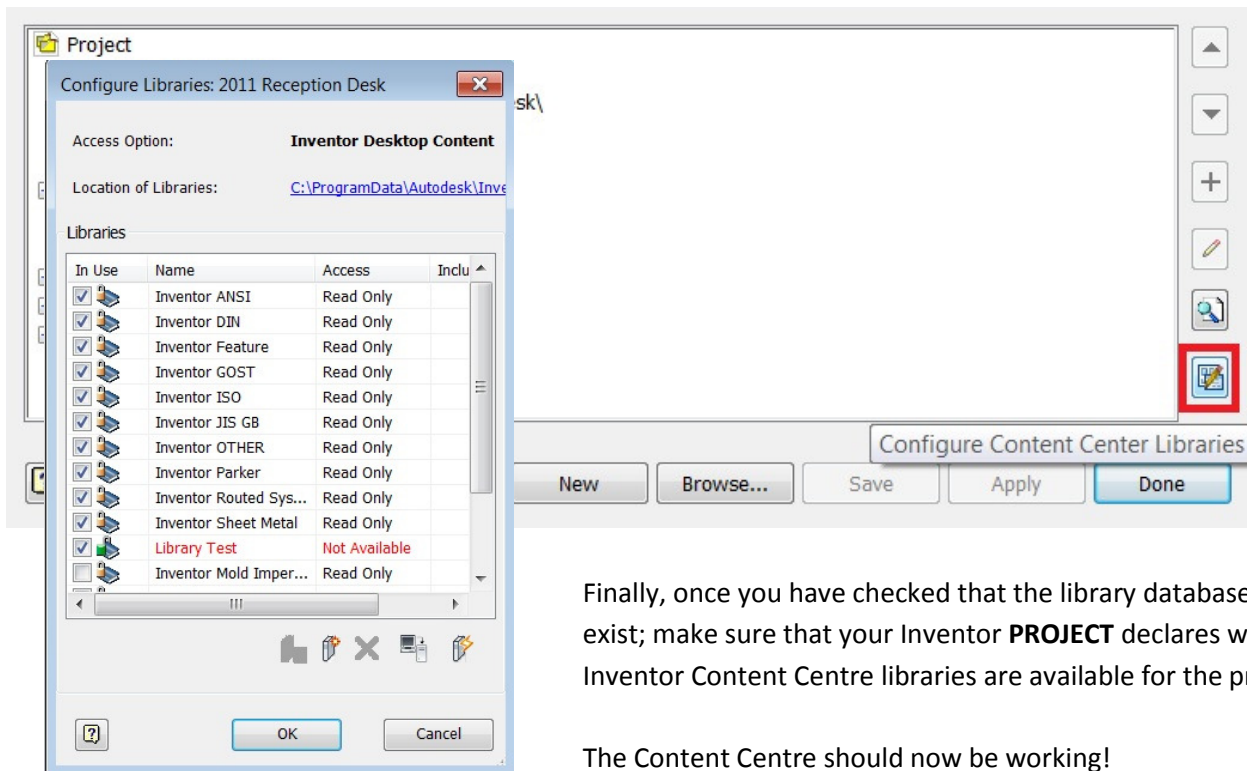 Project
Configure Libraries: 2011 Reception Desk
sk\
Access Option: Inventor Desktop Content
Location of Libraries: C:\ProgramData\Autodesk\Inve
Libraries
In Use Name Access Inclu
Inventor ANSI Read Only
Inventor DIN Read Only
Inventor Feature Read Only
Inventor GOST Read Only
Inventor ISO Read Only
Inventor JIS GB Read Only
Inventor OTHER Read Only
Inventor Parker Read Only
Inventor Routed Sys... Read Only
Inventor Sheet Metal Read Only
Library Test Not Available
Inventor Mold Imper... Read Only
OK Cancel
Configure Content Center Libraries
New Browse... Save Apply Done
Finally, once you have checked that the library database
exist; make sure that your Inventor PROJECT declares w
Inventor Content Centre libraries are available for the p
The Content Centre should now be working!